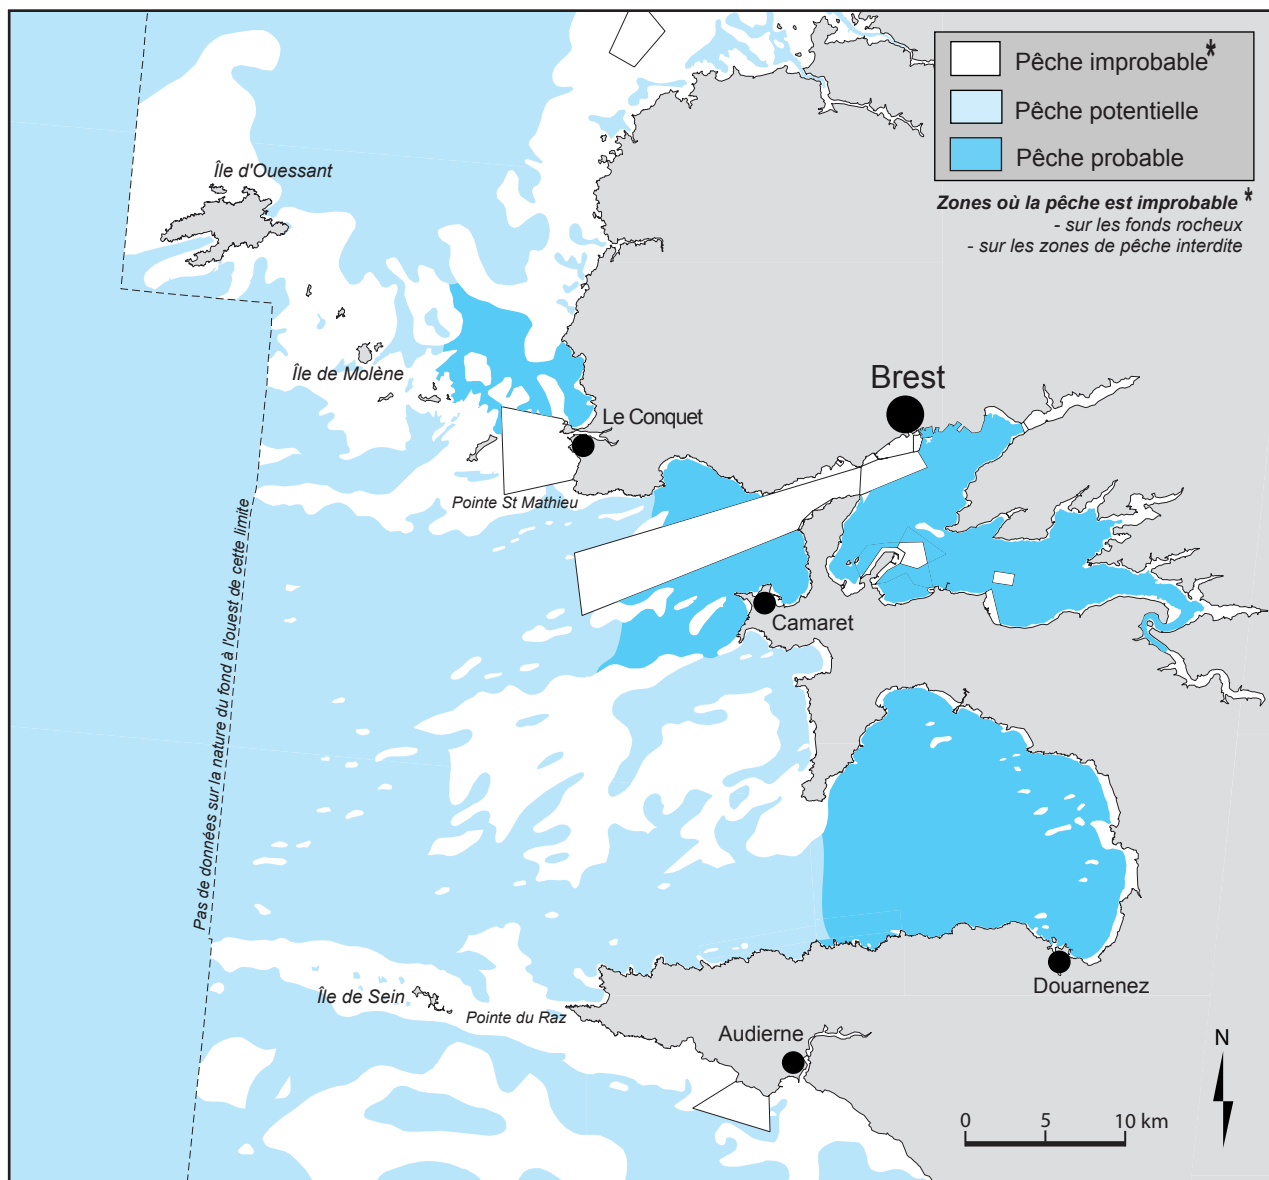 Pêche improbable*
Pêche potentielle
Pêche probable
Zones où la pêche est improbable *
- sur les fonds rocheux
- sur les zones de pêche interdite
Île d'Ouessant
Île de Molène
Brest
Le Conquet
Pointe St Mathieu
Camaret
Pas de données sur la nature du fond à l'ouest de cette limite
Île de Sein
Pointe du Raz
Douarnenez
Audierne
N
0 5 10 km